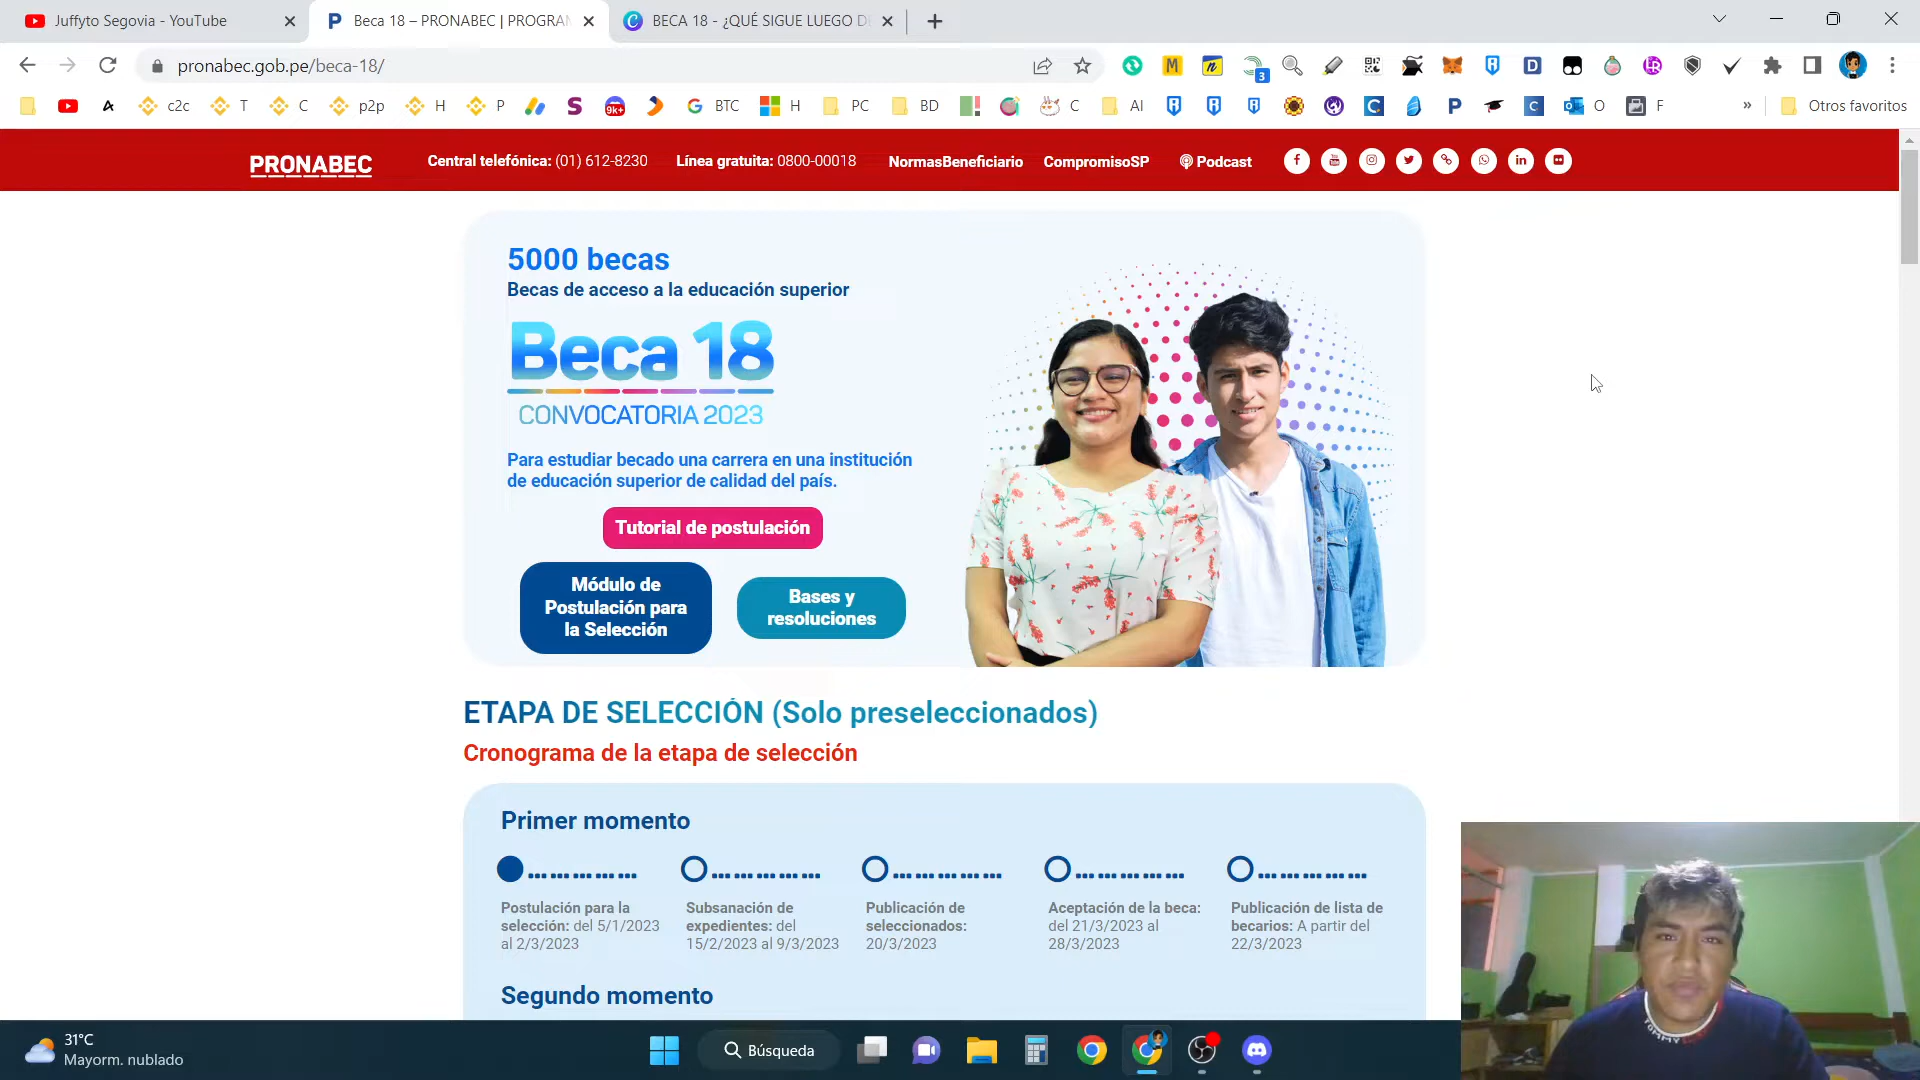 Juffyto Segovia - YouTube
Beca 18 – PRONABEC | PROGRAM
BECA 18 - ¿QUÉ SIGUE LUEGO DE
pronabec.gob.pe/beca-18/
c2c
T
C
p2p
H
P
S
9k+
BTC
H
PC
BD
C
AI
O
F
Otros favoritos
PRONABEC
Central telefónica: (01) 612-8230
Línea gratuita: 0800-00018
NormasBeneficiario
CompromisoSP
Podcast
5000 becas
Becas de acceso a la educación superior
Beca 18
CONVOCATORIA 2023
Para estudiar becado una carrera en una institución
de educación superior de calidad del país.
Tutorial de postulación
Módulo de
Postulación para
la Selección
Bases y
resoluciones
ETAPA DE SELECCIÓN (Solo preseleccionados)
Cronograma de la etapa de selección
Primer momento
Postulación para la
selección: del 5/1/2023
al 2/3/2023
Subsanación de
expedientes: del
15/2/2023 al 9/3/2023
Publicación de
seleccionados:
20/3/2023
Aceptación de la beca:
del 21/3/2023 al
28/3/2023
Publicación de lista de
becarios: A partir del
22/3/2023
Segundo momento
31°C
Mayorm. nublado
Búsqueda